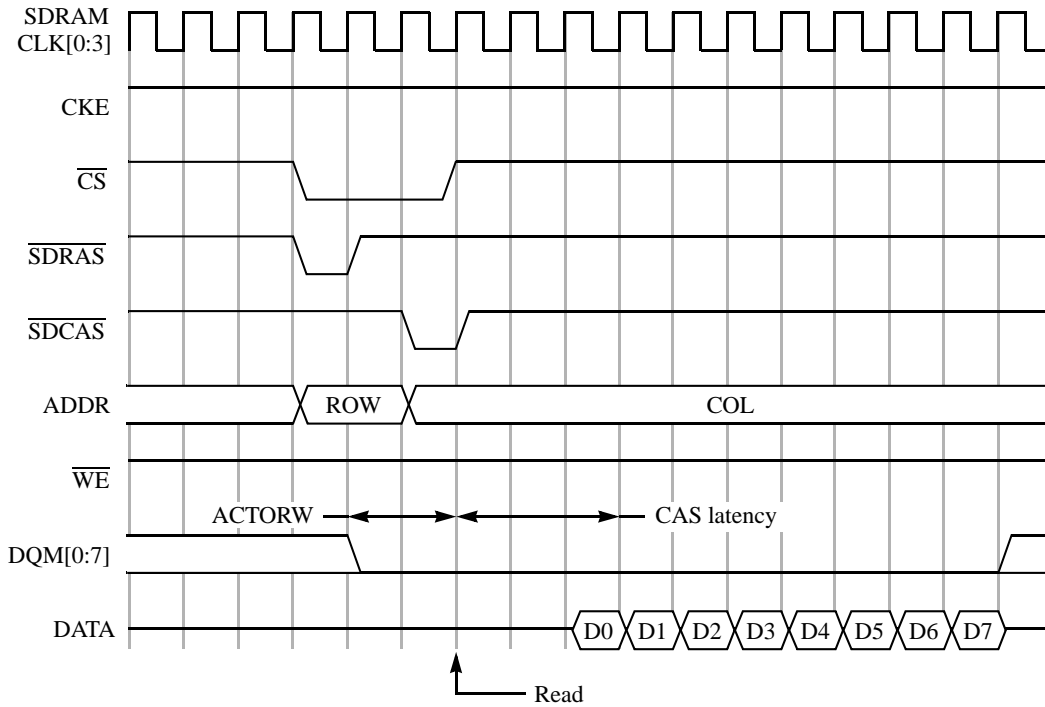 SDRAM
CLK[0:3]
CKE
CS
SDRAS
SDCAS
ADDR
ROW
COL
WE
ACTORW
CAS latency
DQM[0:7]
DATA
D0 D1 D2 D3 D4 D5 D6 D7
Read